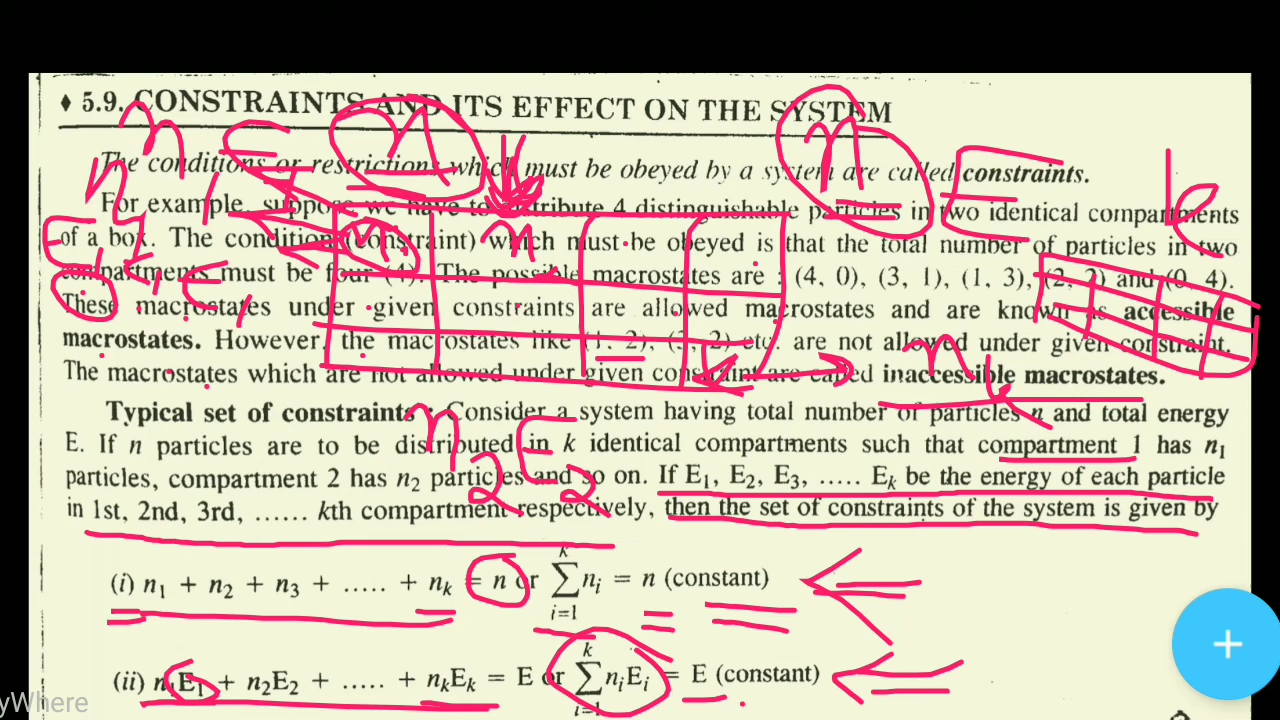 ♦ 5.9. CONSTRAINTS AND ITS EFFECT ON THE SYSTEM
The conditions or restrictions which must be obeyed by a system are called constraints.
For example, suppose we have to distribute 4 distinguishable particles in two identical compartments
of a box. The condition (constraint) which must be obeyed is that the total number of particles in two
compartments must be four (4). The possible macrostates are : (4, 0), (3, 1), (1, 3), (2, 2) and (0, 4).
These macrostates under given constraints are allowed macrostates and are known as accessible
macrostates. However, the macrostates like (1, 2), (3, 2) etc. are not allowed under given constraint.
The macrostates which are not allowed under given constraint are called inaccessible macrostates.
Typical set of constraints : Consider a system having total number of particles n and total energy
E. If n particles are to be distributed in k identical compartments such that compartment 1 has n₁
particles, compartment 2 has n₂ particles and so on. If E₁, E₂, E₃, ..... Eₖ be the energy of each particle
in 1st, 2nd, 3rd, ...... kth compartment respectively, then the set of constraints of the system is given by
(i) n₁ + n₂ + n₃ + ..... + nₖ = n or ∑ᵢ₌₁ᵏ nᵢ = n (constant)
(ii) n₁E₁ + n₂E₂ + ..... + nₖEₖ = E or ∑ᵢ₌₁ᵏ nᵢEᵢ = E (constant)
yWhere